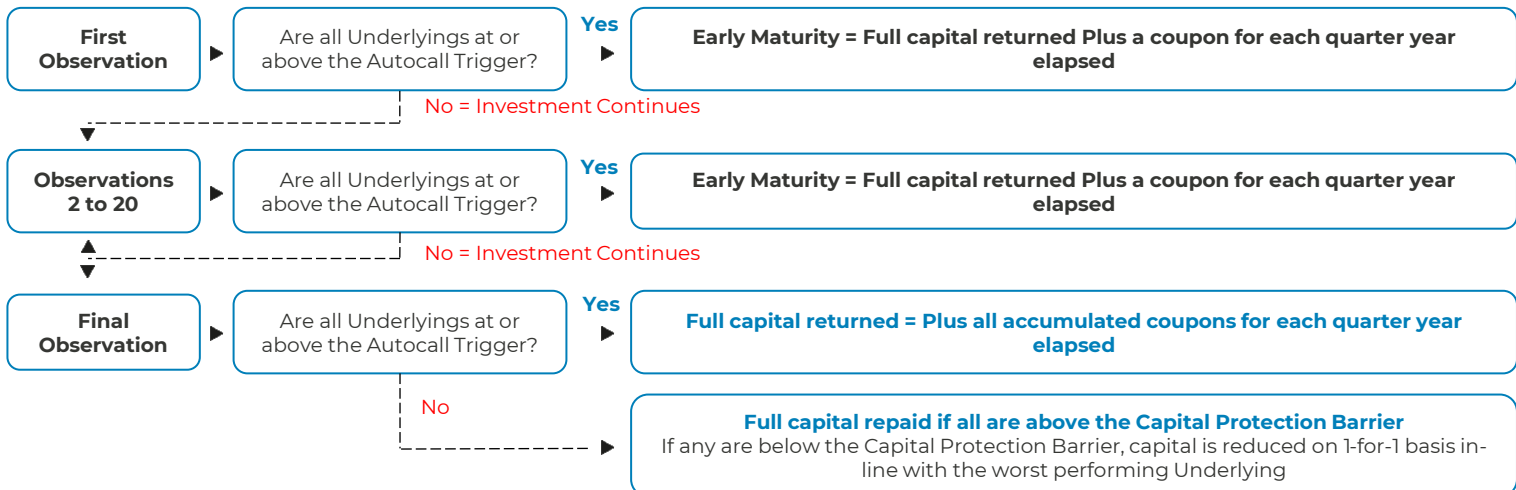 First
Observation
Are all Underlyings at or
above the Autocall Trigger?
Yes
Early Maturity = Full capital returned Plus a coupon for each quarter year
elapsed
No = Investment Continues
Observations
2 to 20
Are all Underlyings at or
above the Autocall Trigger?
Yes
Early Maturity = Full capital returned Plus a coupon for each quarter year
elapsed
No = Investment Continues
Final
Observation
Are all Underlyings at or
above the Autocall Trigger?
Yes
Full capital returned = Plus all accumulated coupons for each quarter year
elapsed
No
Full capital repaid if all are above the Capital Protection Barrier
If any are below the Capital Protection Barrier, capital is reduced on 1-for-1 basis in-
line with the worst performing Underlying